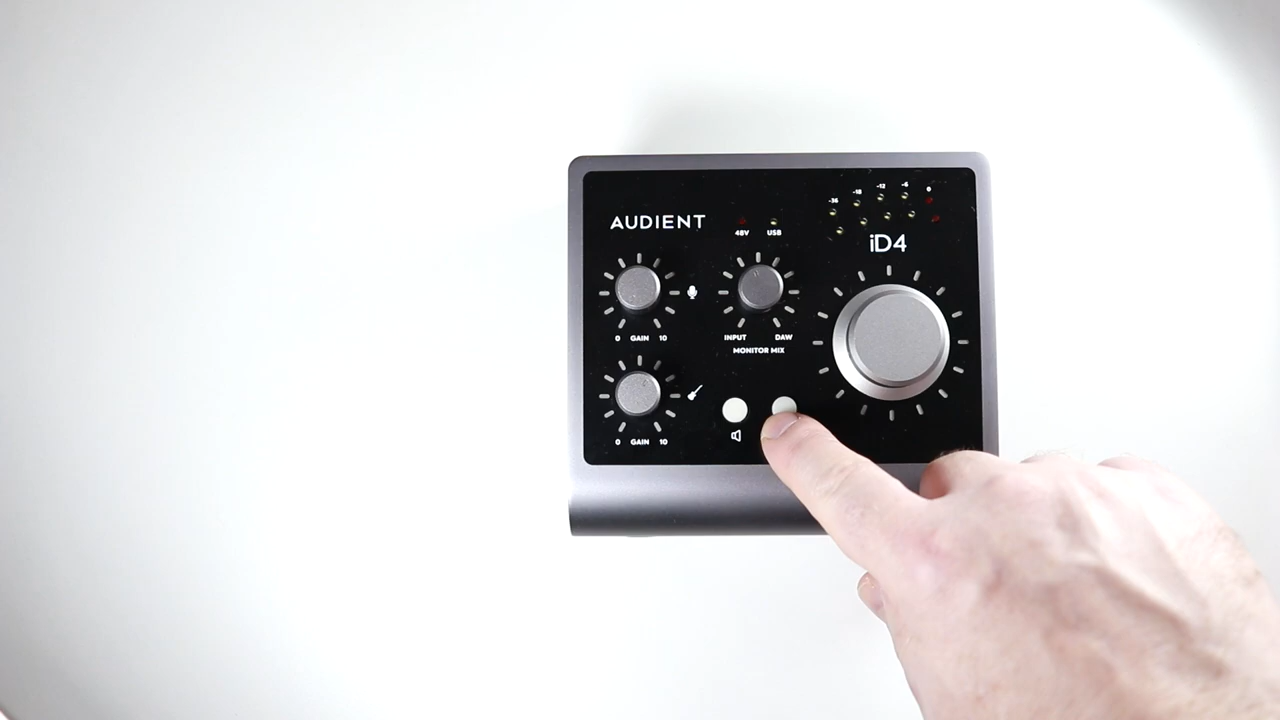 AUDIENT
48V USB
-36 -18 -12 -6 0
iD4
0 GAIN 10
INPUT DAW
MONITOR MIX
0 GAIN 10